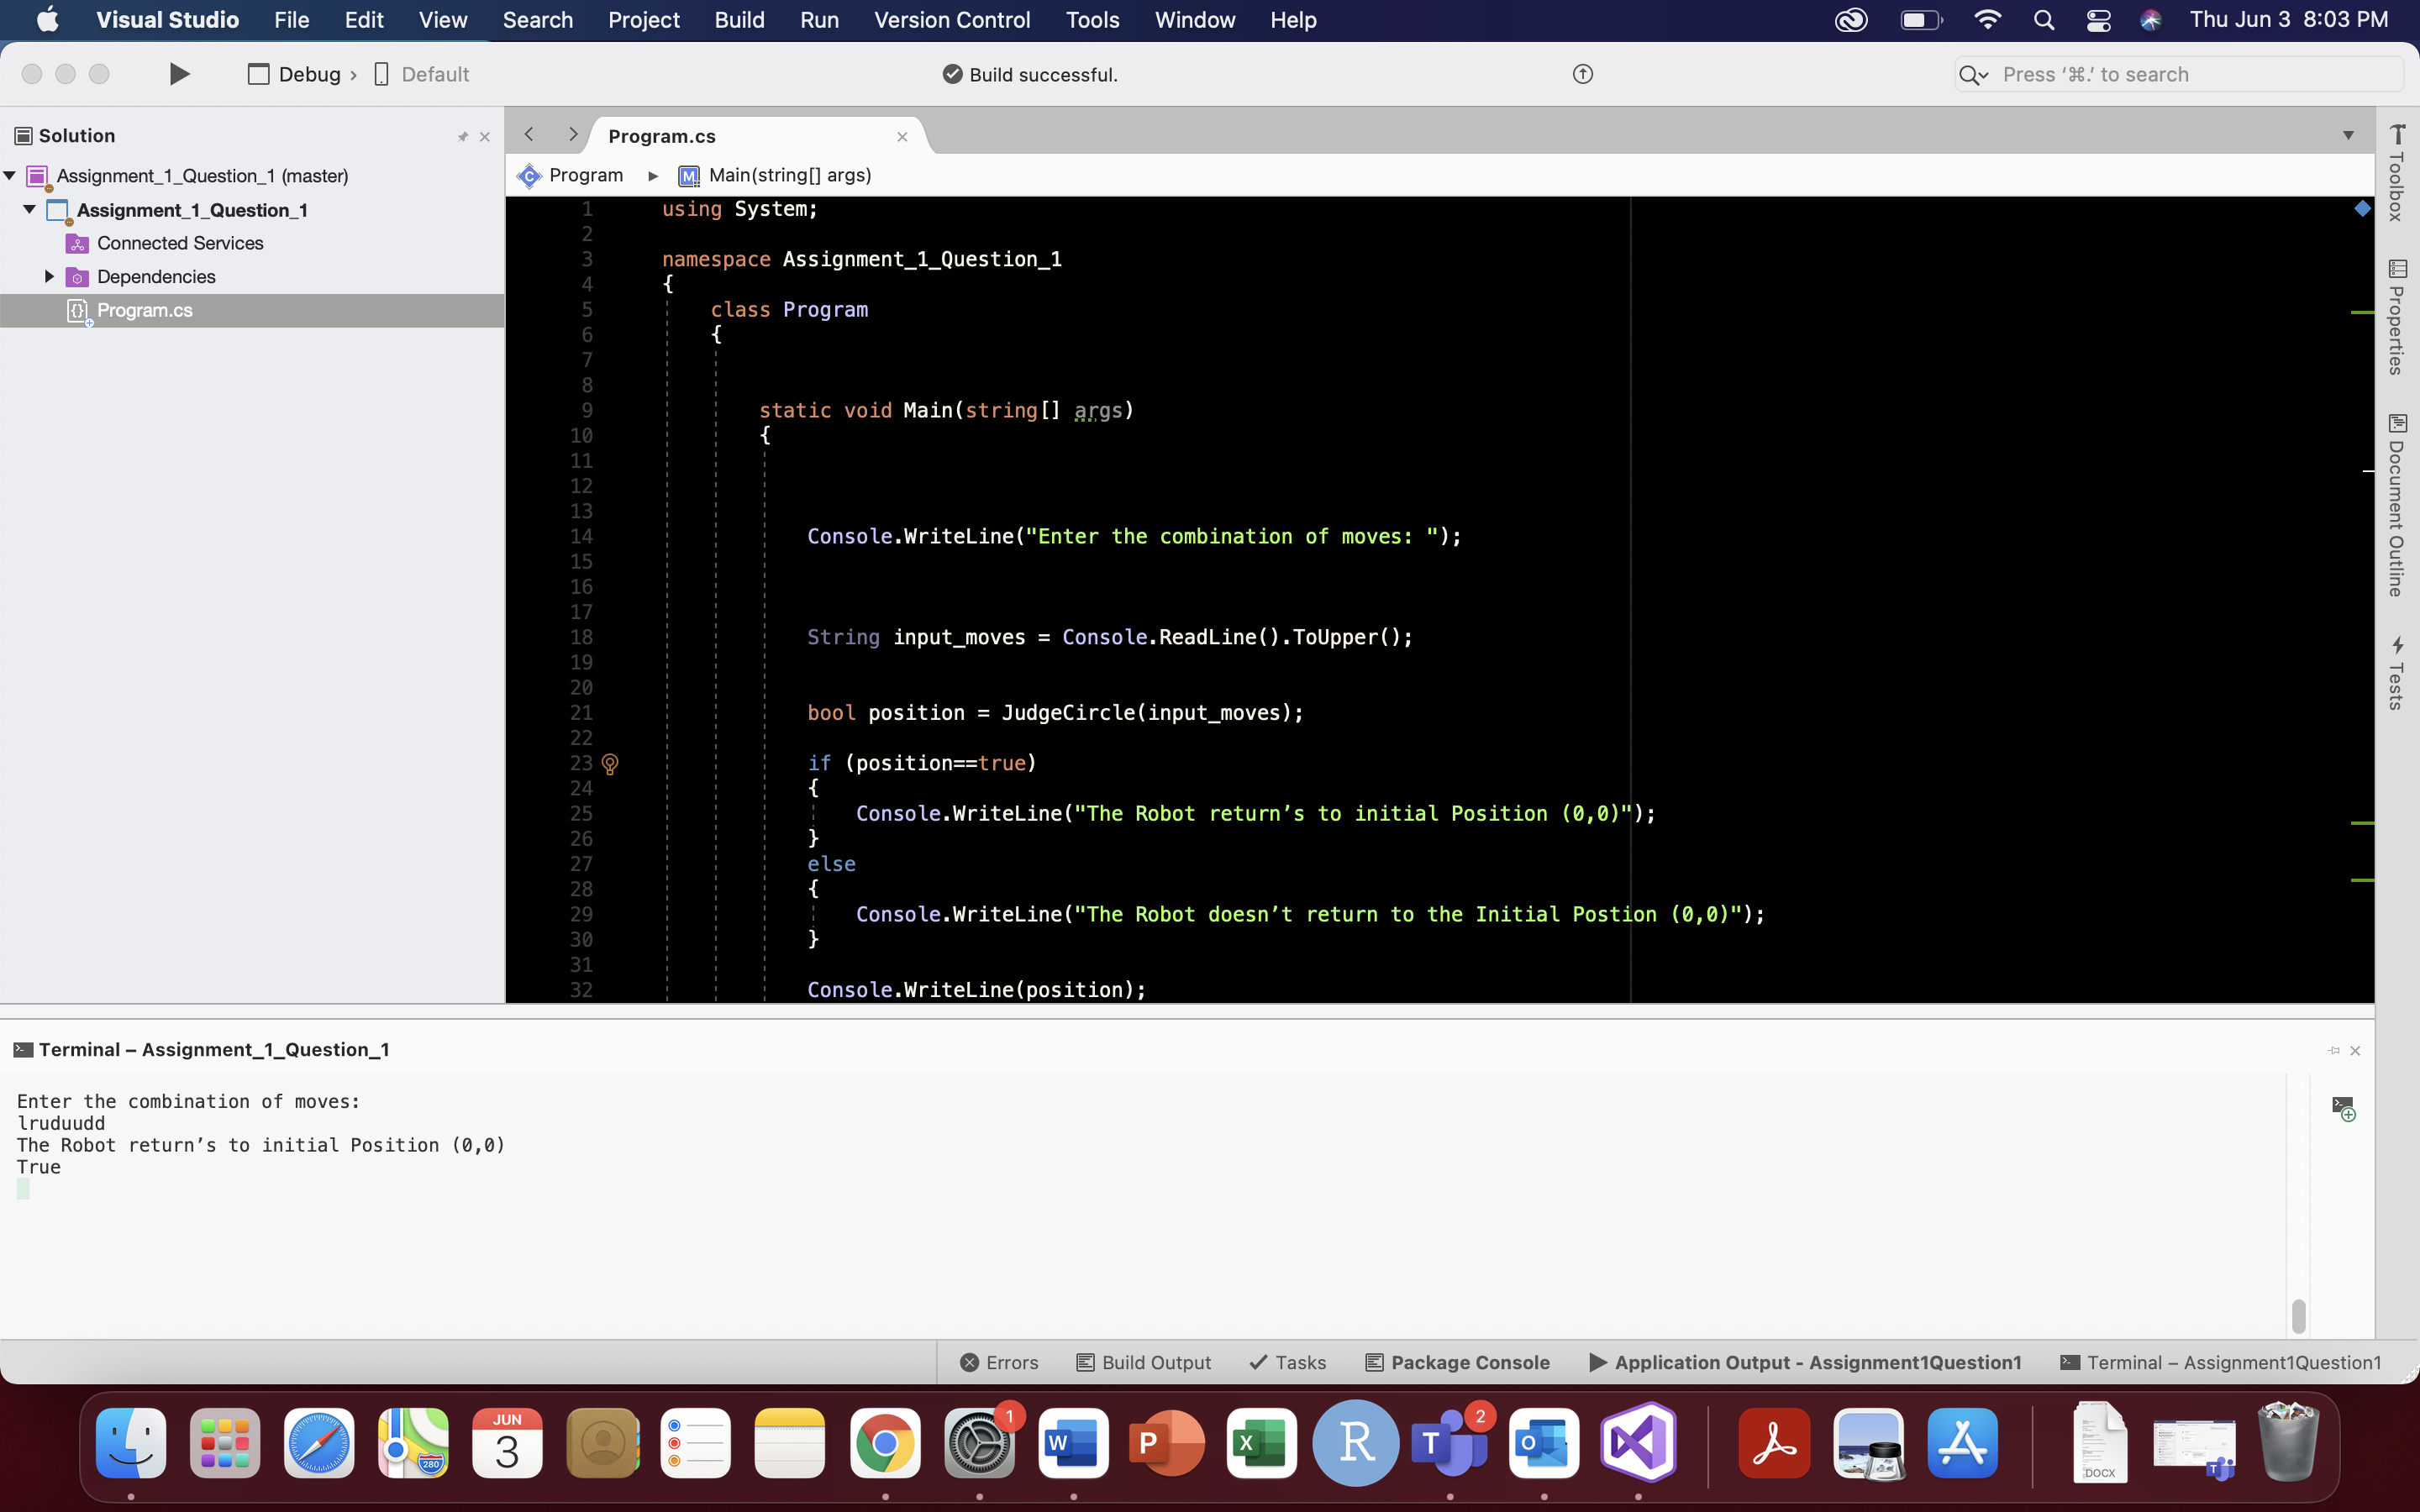 Visual Studio File Edit View Search Project Build Run Version Control Tools Window Help Thu Jun 3 8:03 PM
Debug › Default Build successful. Press ‘⌘.’ to search
Solution
Assignment_1_Question_1 (master)
Assignment_1_Question_1
Connected Services
Dependencies
Program.cs
Program.cs
Program Main(string[] args)
1 using System;
2
3 namespace Assignment_1_Question_1
4 {
5 class Program
6 {
7
8
9 static void Main(string[] args)
10 {
11
12
13
14 Console.WriteLine("Enter the combination of moves: ");
15
16
17
18 String input_moves = Console.ReadLine().ToUpper();
19
20
21 bool position = JudgeCircle(input_moves);
22
23 if (position==true)
24 {
25 Console.WriteLine("The Robot return’s to initial Position (0,0)");
26 }
27 else
28 {
29 Console.WriteLine("The Robot doesn’t return to the Initial Postion (0,0)");
30 }
31
32 Console.WriteLine(position);
Toolbox
Properties
Document Outline
Tests
Terminal – Assignment_1_Question_1
Enter the combination of moves:
lruduudd
The Robot return’s to initial Position (0,0)
True
Errors Build Output Tasks Package Console Application Output - Assignment1Question1 Terminal – Assignment1Question1
JUN
3
280
1
W
P
X
R
T
2
O
DOCX
T